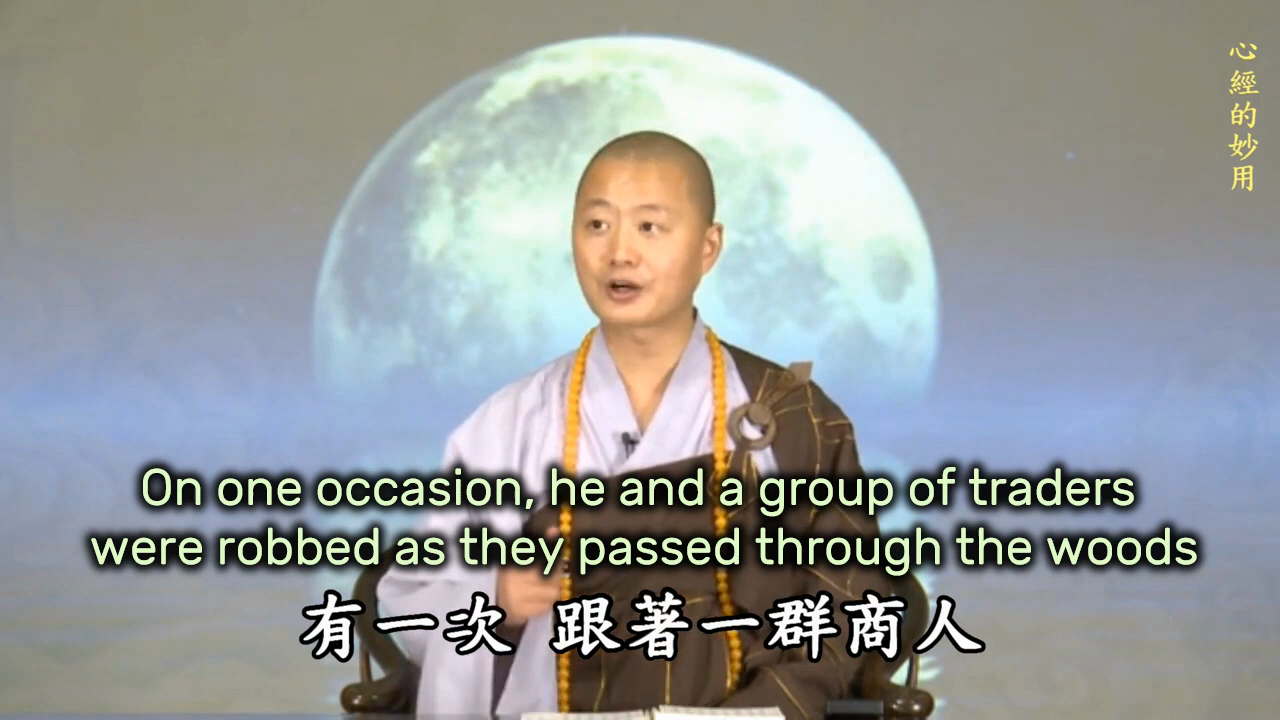 心經的妙用
On one occasion, he and a group of traders
were robbed as they passed through the woods
有一次 跟著一群商人